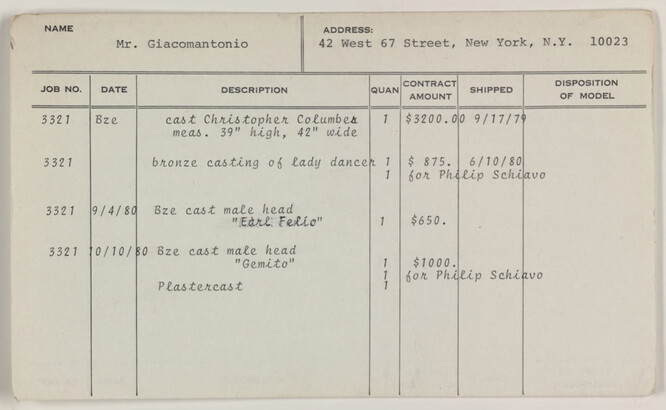 NAME
Mr. Giacomantonio
ADDRESS:
42 West 67 Street, New York, N.Y. 10023
JOB NO. DATE DESCRIPTION QUAN CONTRACT AMOUNT SHIPPED DISPOSITION OF MODEL
3321 Bze cast Christopher Columbes 1 $3200.00 9/17/79
meas. 39" high, 42" wide
3321 bronze casting of lady dancer 1 $ 875. 6/10/80
1 for Philip Schiavo
3321 9/4/80 Bze cast male head
"Earl Felic" 1 $650.
3321 10/10/80 Bze cast male head
"Gemito" 1 $1000.
1 for Philip Schiavo
Plastercast 1